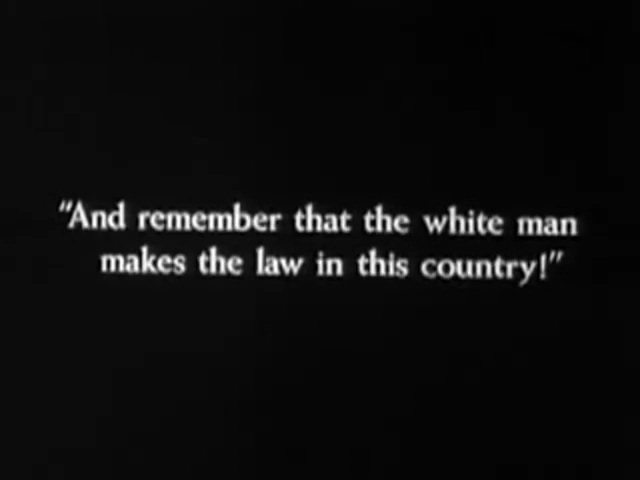 "And remember that the white man
makes the law in this country!"